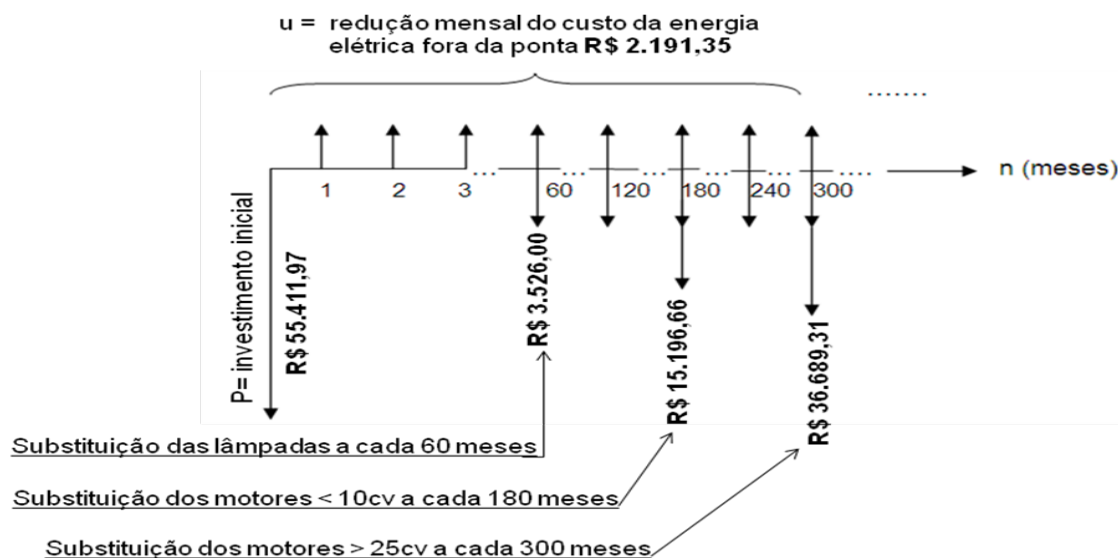 u = redução mensal do custo da energia
elétrica fora da ponta R$ 2.191,35
.......
n (meses)
1 2 3 ... 60 ... 120 ... 180 ... 240 ... 300 ....
P= investimento inicial
R$ 55.411,97
R$ 3.526,00
R$ 15.196,66
R$ 36.689,31
Substituição das lâmpadas a cada 60 meses
Substituição dos motores < 10cv a cada 180 meses
Substituição dos motores > 25cv a cada 300 meses